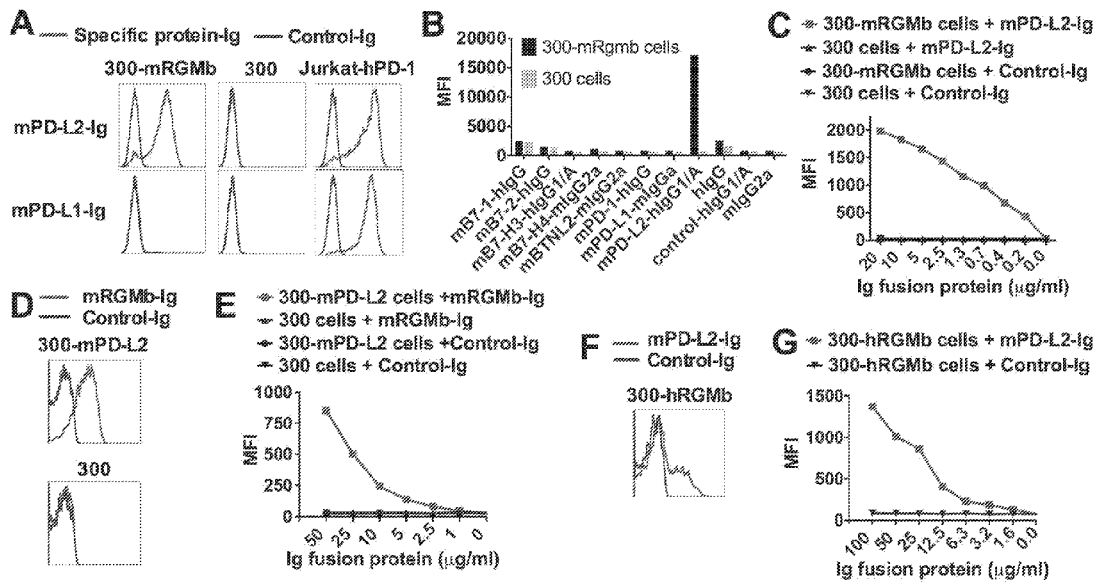 A
Specific protein-Ig
Control-Ig
300-mRGMb 300 Jurkat-hPD-1
mPD-L2-Ig
mPD-L1-Ig
B
300-mRgmb cells
300 cells
MFI
20000
15000
10000
5000
0
mB7-1-hIgG
mB7-2-hIgG
mB7-H3-hIgG1/A
mB7-H4-mIgG2a
mBTNL2-mIgG2a
mPD-1-hIgG
mPD-L1-mIgGa
mPD-L2-hIgG1/A
hIgG
control-hIgG1/A
mIgG2a
C
300-mRGMb cells + mPD-L2-Ig
300 cells + mPD-L2-Ig
300-mRGMb cells + Control-Ig
300 cells + Control-Ig
MFI
2000
1500
1000
500
0
20 10 5 2.5 1.3 0.7 0.4 0.2 0.0
Ig fusion protein (μg/ml)
D
mRGMb-Ig
Control-Ig
300-mPD-L2
300
E
300-mPD-L2 cells +mRGMb-Ig
300 cells + mRGMb-Ig
300-mPD-L2 cells +Control-Ig
300 cells + Control-Ig
MFI
1000
750
500
250
0
50 25 10 5 2.5 1 0
Ig fusion protein (μg/ml)
F
mPD-L2-Ig
Control-Ig
300-hRGMb
G
300-hRGMb cells + mPD-L2-Ig
300-hRGMb cells + Control-Ig
MFI
1500
1000
500
0
100 50 25 12.5 6.3 3.2 1.6 0.0
Ig fusion protein (μg/ml)